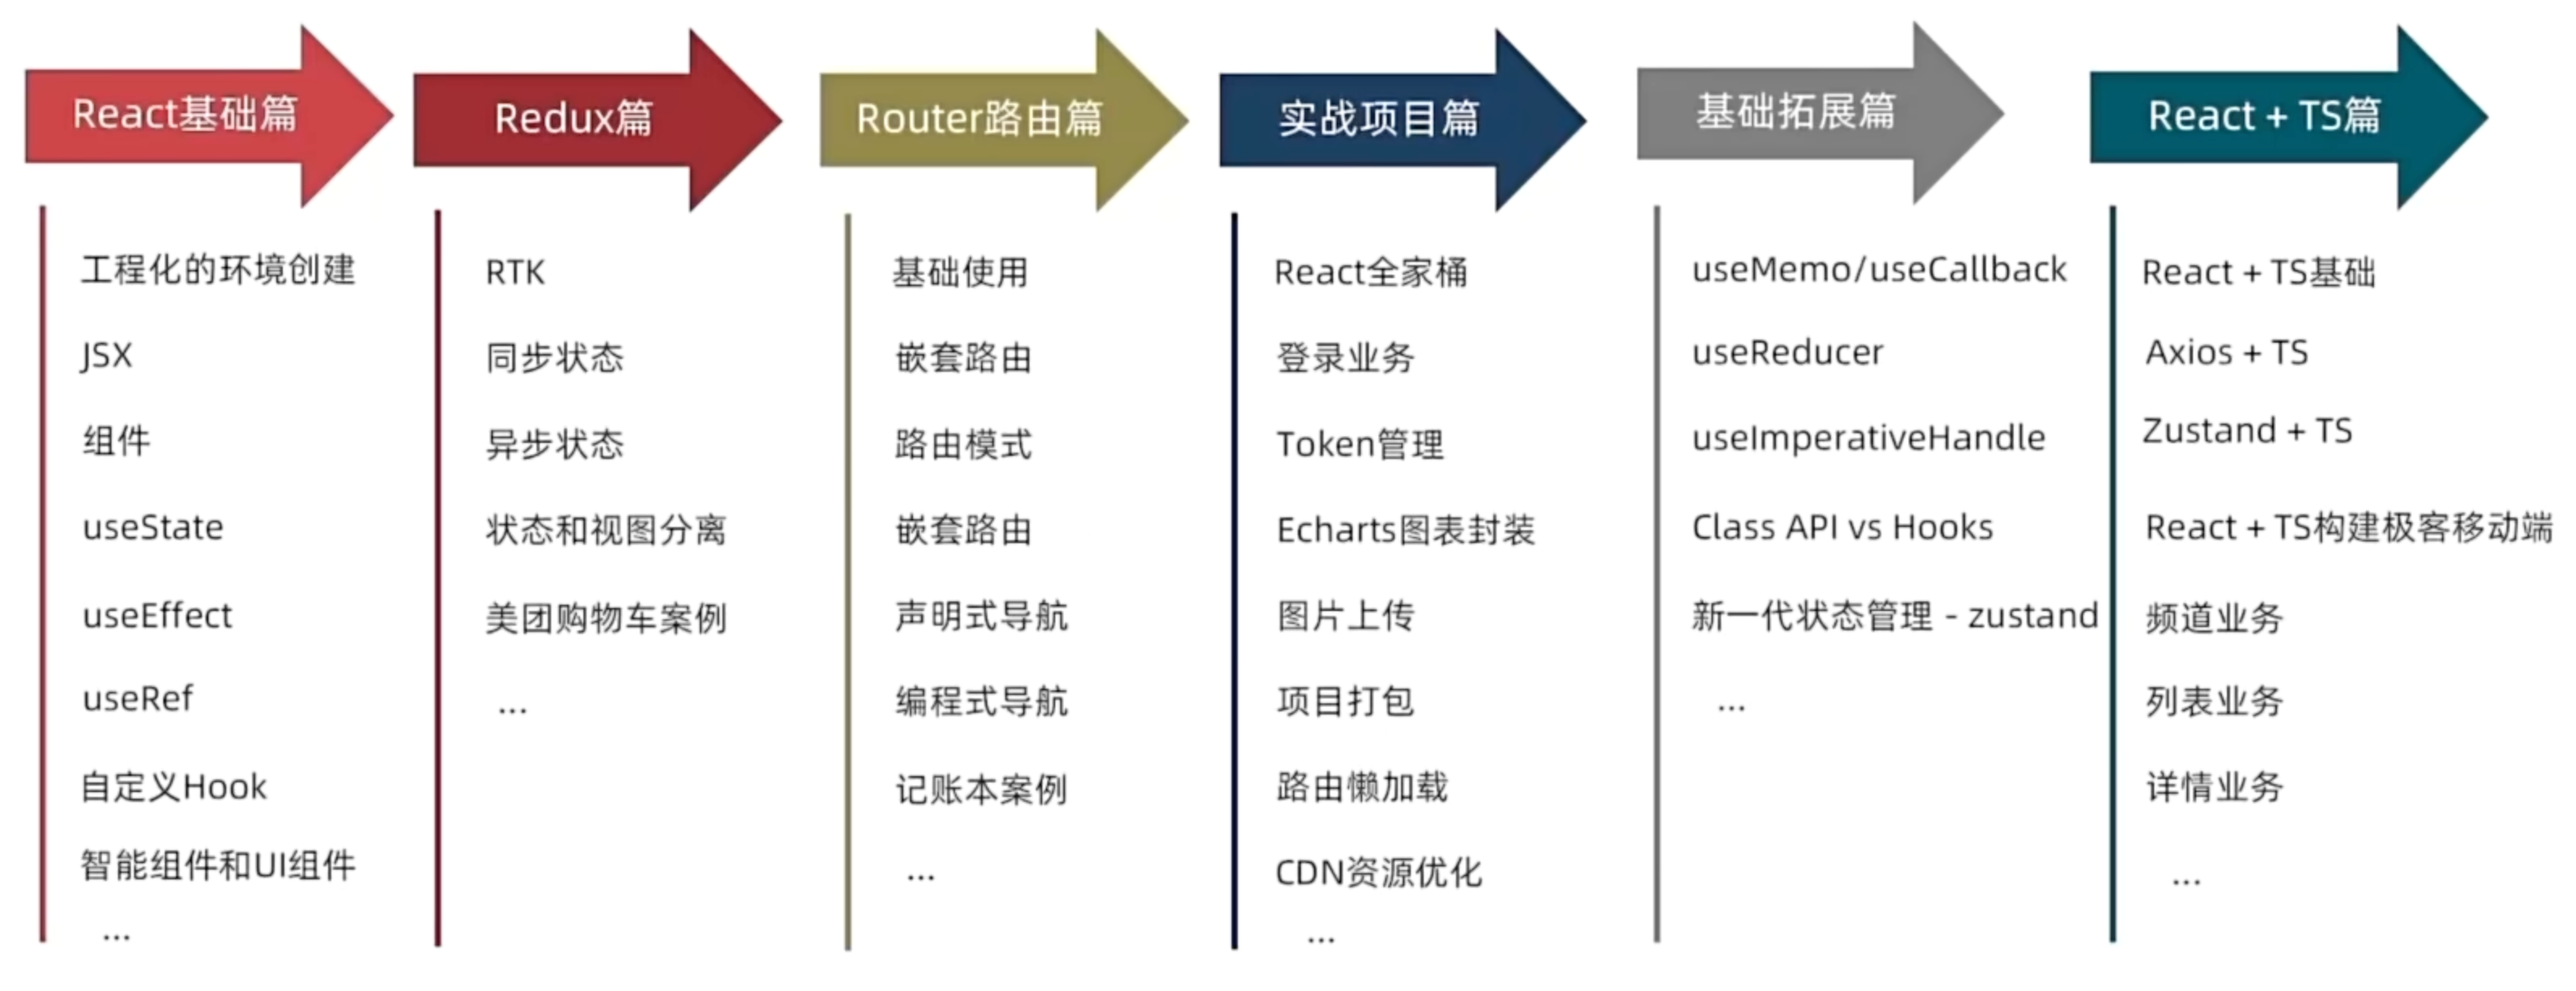 React基础篇
工程化的环境创建
JSX
组件
useState
useEffect
useRef
自定义Hook
智能组件和UI组件
...
Redux篇
RTK
同步状态
异步状态
状态和视图分离
美团购物车案例
...
Router路由篇
基础使用
嵌套路由
路由模式
嵌套路由
声明式导航
编程式导航
记账本案例
...
实战项目篇
React全家桶
登录业务
Token管理
Echarts图表封装
图片上传
项目打包
路由懒加载
CDN资源优化
...
基础拓展篇
useMemo/useCallback
useReducer
useImperativeHandle
Class API vs Hooks
新一代状态管理 - zustand
...
React + TS篇
React + TS基础
Axios + TS
Zustand + TS
React + TS构建极客移动端
频道业务
列表业务
详情业务
...